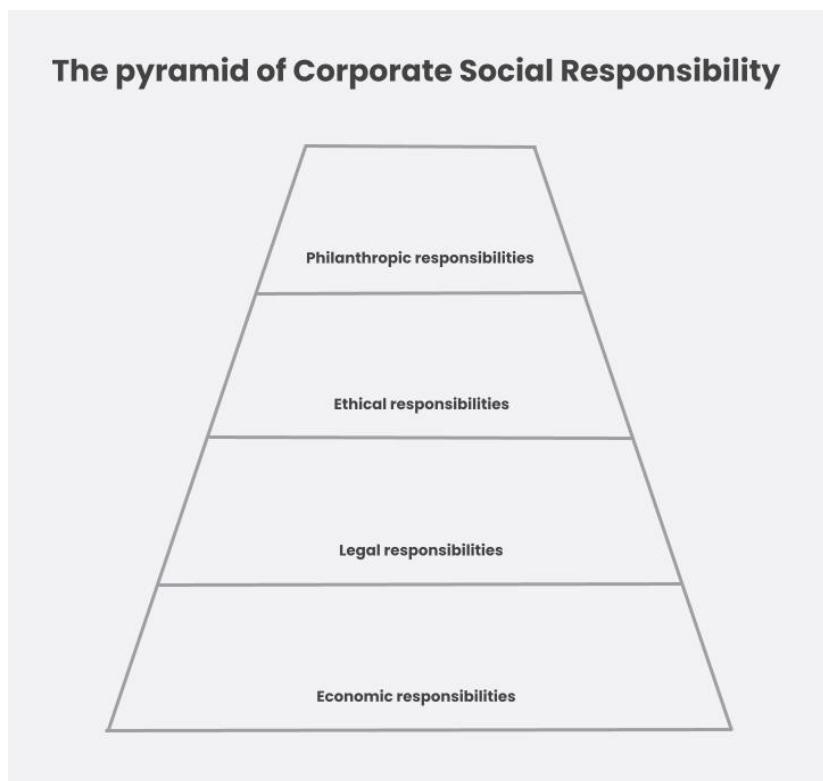 The pyramid of Corporate Social Responsibility
Philanthropic responsibilities
Ethical responsibilities
Legal responsibilities
Economic responsibilities